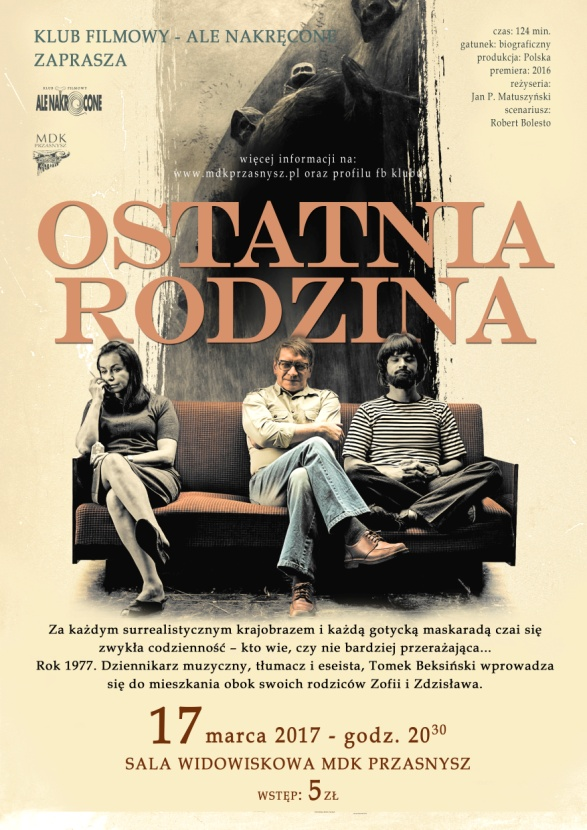 KLUB FILMOWY - ALE NAKRĘCONE
ZAPRASZA
KLUB FILMOWY
ALE NAKRĘCONE
MDK
PRZASNYSZ
czas: 124 min.
gatunek: biograficzny
produkcja: Polska
premiera: 2016
reżyseria:
Jan P. Matuszyński
scenariusz:
Robert Bolesto
więcej informacji na:
www.mdkprzasnysz.pl oraz profilu fb klubu
OSTATNIA
RODZINA
Za każdym surrealistycznym krajobrazem i każdą gotycką maskaradą czai się
zwykła codzienność – kto wie, czy nie bardziej przerażająca...
Rok 1977. Dziennikarz muzyczny, tłumacz i eseista, Tomek Beksiński wprowadza
się do mieszkania obok swoich rodziców Zofii i Zdzisława.
17 marca 2017 - godz. 20³⁰
SALA WIDOWISKOWA MDK PRZASNYSZ
WSTĘP: 5 ZŁ